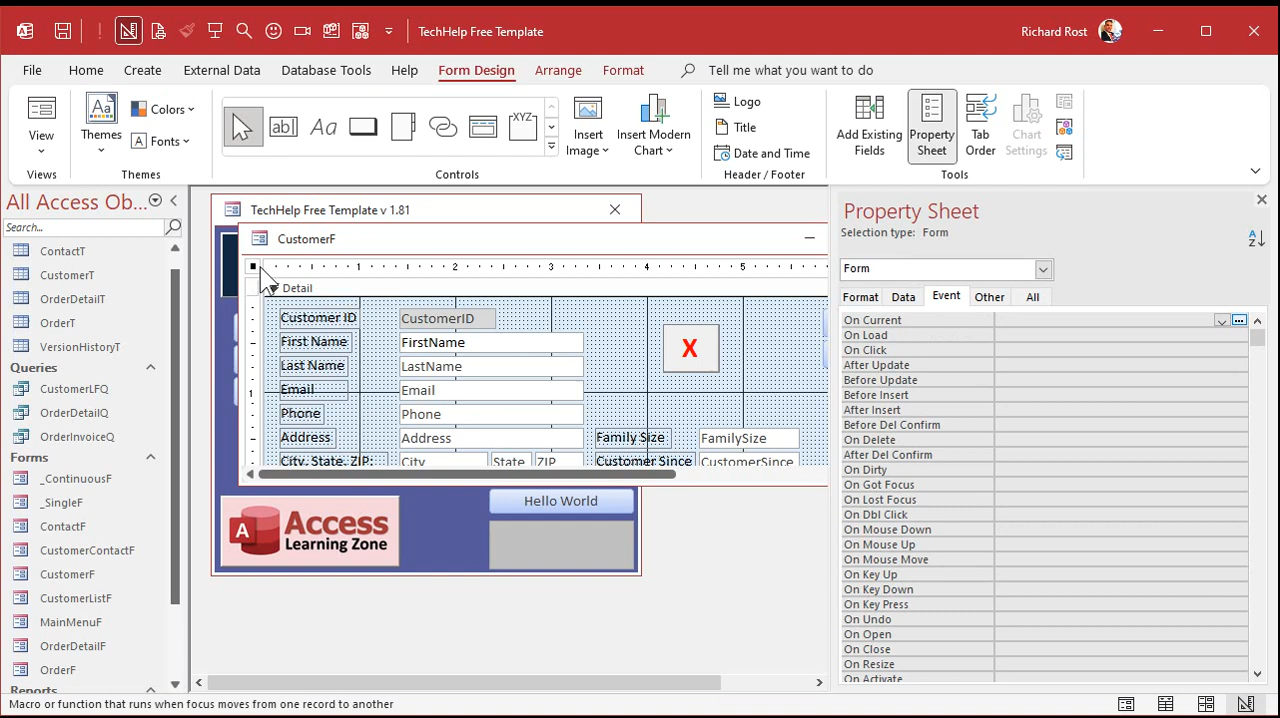 TechHelp Free Template
Richard Rost
File
Home
Create
External Data
Database Tools
Help
Form Design
Arrange
Format
Tell me what you want to do
View
Views
Themes
Colors
Fonts
Themes
ab
Aa
XYZ
Controls
Insert
Image
Insert Modern
Chart
Logo
Title
Date and Time
Header / Footer
Add Existing
Fields
Property
Sheet
Tab
Order
Chart
Settings
Tools
All Access Ob...
Search...
ContactT
CustomerT
OrderDetailT
OrderT
VersionHistoryT
Queries
CustomerLFQ
OrderDetailQ
OrderInvoiceQ
Forms
_ContinuousF
_SingleF
ContactF
CustomerContactF
CustomerF
CustomerListF
MainMenuF
OrderDetailF
OrderF
Reports
TechHelp Free Template v 1.81
CustomerF
1 2 3 4 5
Detail
Customer ID CustomerID
First Name FirstName
Last Name LastName
Email Email
Phone Phone
Address Address
City, State, ZIP: City State ZIP
X
Family Size FamilySize
Customer Since CustomerSince
1
A Access
Learning Zone
Hello World
Property Sheet
Selection type: Form
A
Z
Form
Format Data Event Other All
On Current
On Load
On Click
After Update
Before Update
Before Insert
After Insert
Before Del Confirm
On Delete
After Del Confirm
On Dirty
On Got Focus
On Lost Focus
On Dbl Click
On Mouse Down
On Mouse Up
On Mouse Move
On Key Up
On Key Down
On Key Press
On Undo
On Open
On Close
On Resize
On Activate
Macro or function that runs when focus moves from one record to another